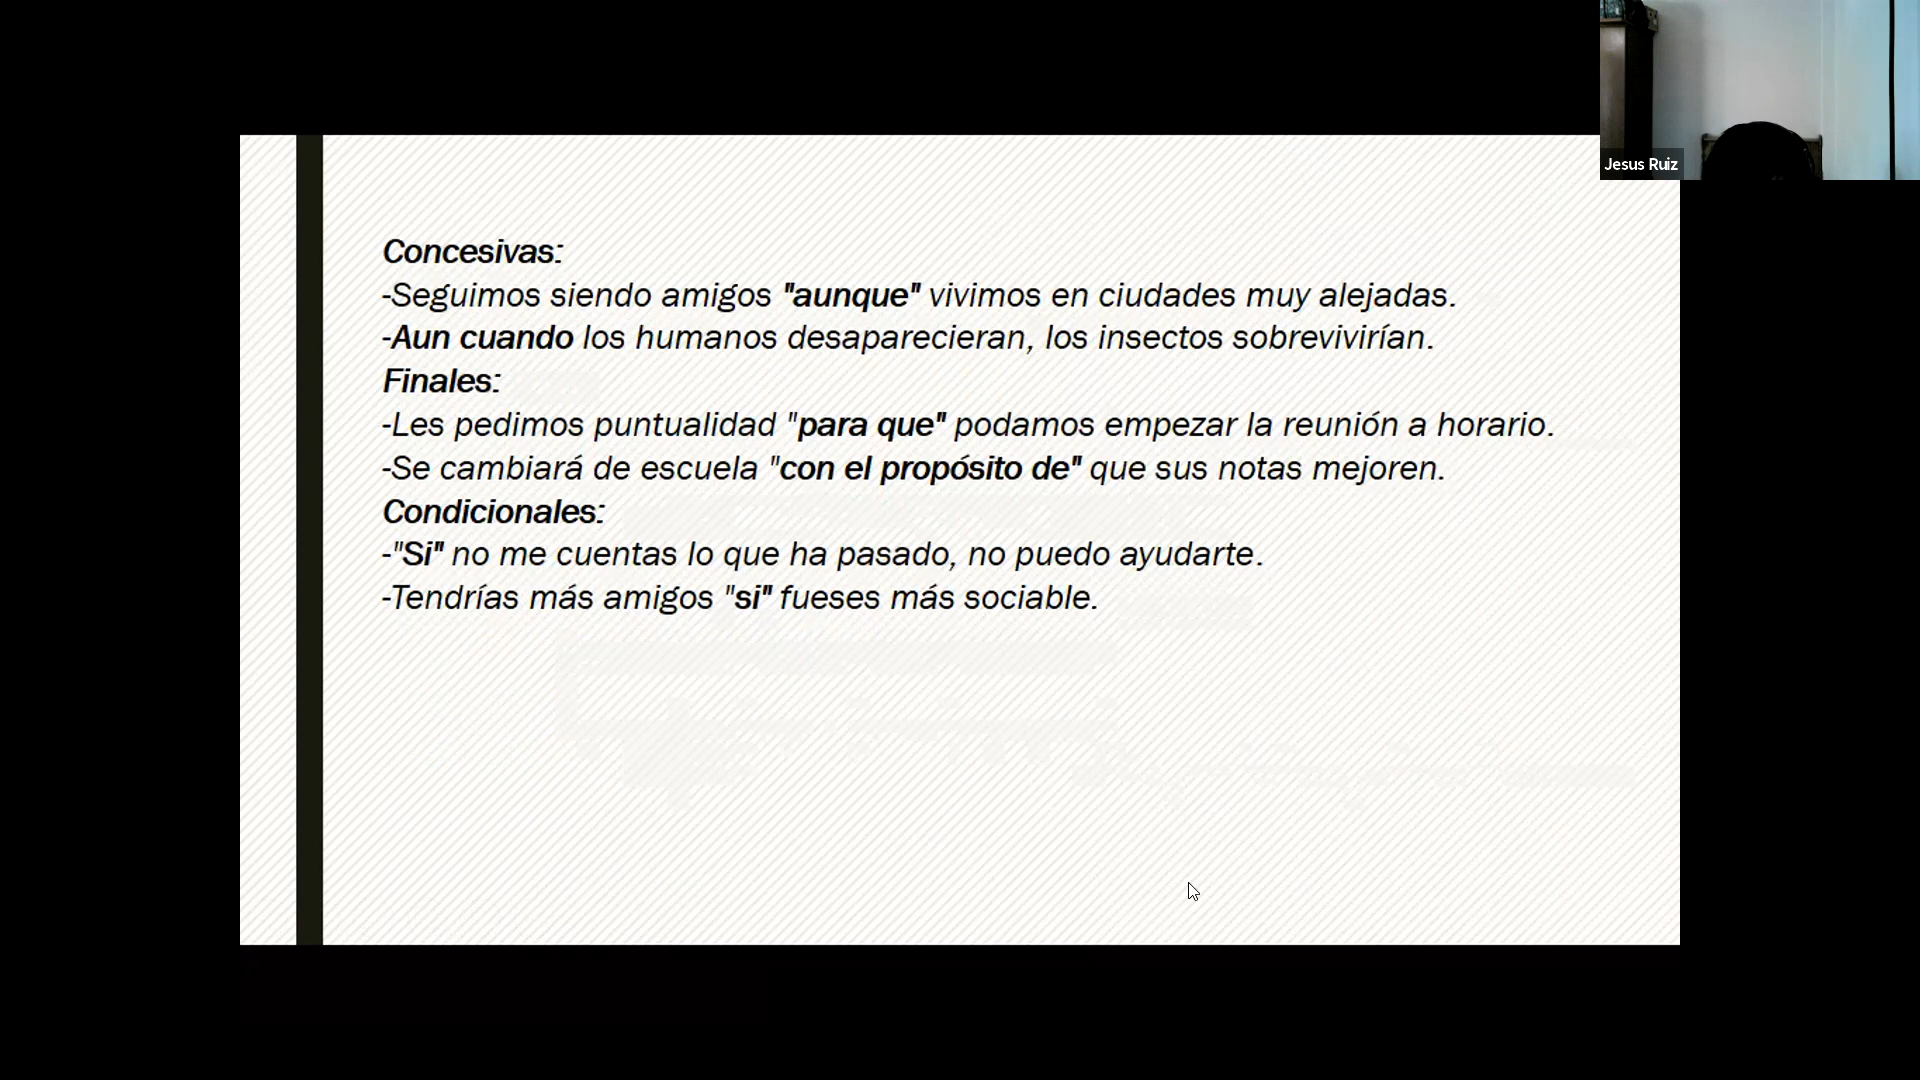 Jesus Ruiz
Concesivas:
-Seguimos siendo amigos "aunque" vivimos en ciudades muy alejadas.
-Aun cuando los humanos desaparecieran, los insectos sobrevivirían.
Finales:
-Les pedimos puntualidad "para que" podamos empezar la reunión a horario.
-Se cambiará de escuela "con el propósito de" que sus notas mejoren.
Condicionales:
-"Si" no me cuentas lo que ha pasado, no puedo ayudarte.
-Tendrías más amigos "si" fueses más sociable.